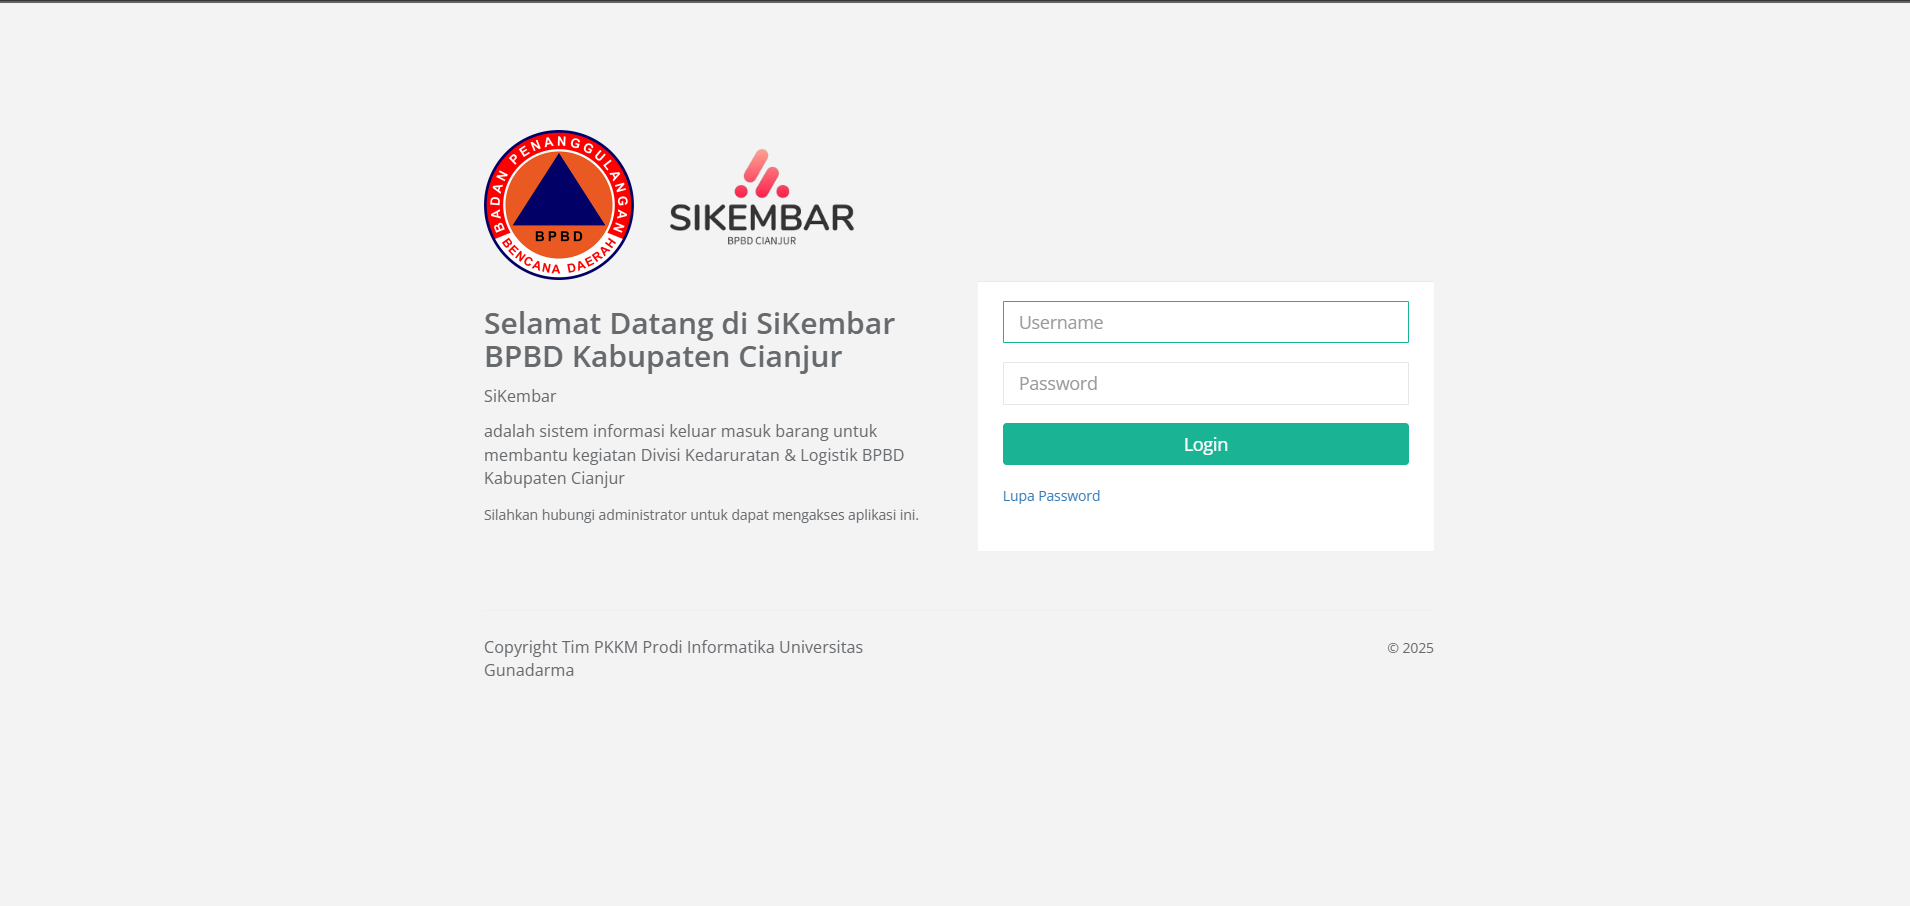 BADAN PENANGGULANGAN
BPBD
BENCANA DAERAH
SIKEMBAR
BPBD CIANJUR
Selamat Datang di SiKembar
BPBD Kabupaten Cianjur
SiKembar
adalah sistem informasi keluar masuk barang untuk
membantu kegiatan Divisi Kedaruratan & Logistik BPBD
Kabupaten Cianjur
Silahkan hubungi administrator untuk dapat mengakses aplikasi ini.
Username
Password
Login
Lupa Password
Copyright Tim PKKM Prodi Informatika Universitas
Gunadarma
© 2025